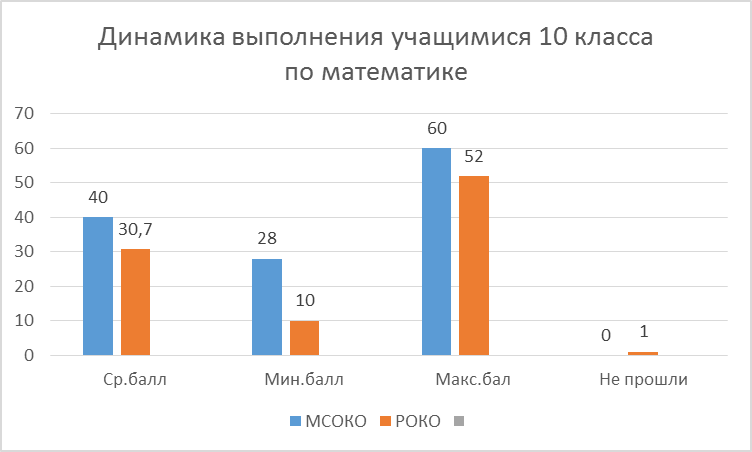 Динамика выполнения учащимися 10 класса
по математике
70
60
50
40
30
20
10
0
40
30,7
28
10
60
52
0
1
Ср.балл
Мин.балл
Макс.бал
Не прошли
МСОКО
РОКО